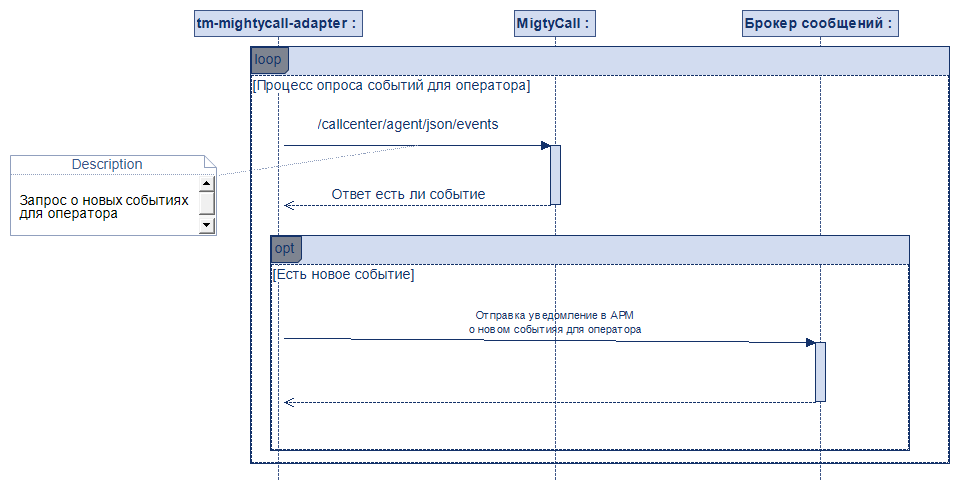 tm-mightycall-adapter :
MigtyCall :
Брокер сообщений :
loop
[Процесс опроса событий для оператора]
/callcenter/agent/json/events
Description
Запрос о новых событиях
для оператора
Ответ есть ли событие
opt
[Есть новое событие]
Отправка уведомление в АРМ
о новом событияя для оператора